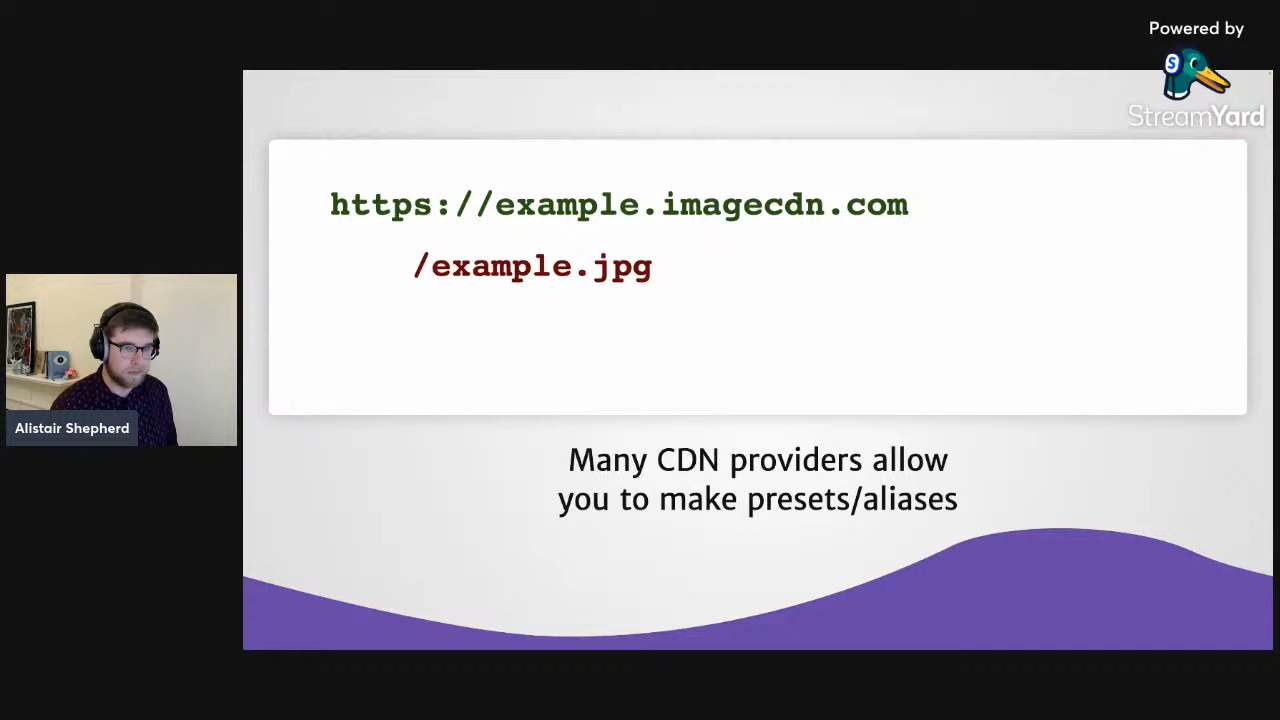 Powered by
S
StreamYard
https://example.imagecdn.com
/example.jpg
Alistair Shepherd
Many CDN providers allow
you to make presets/aliases